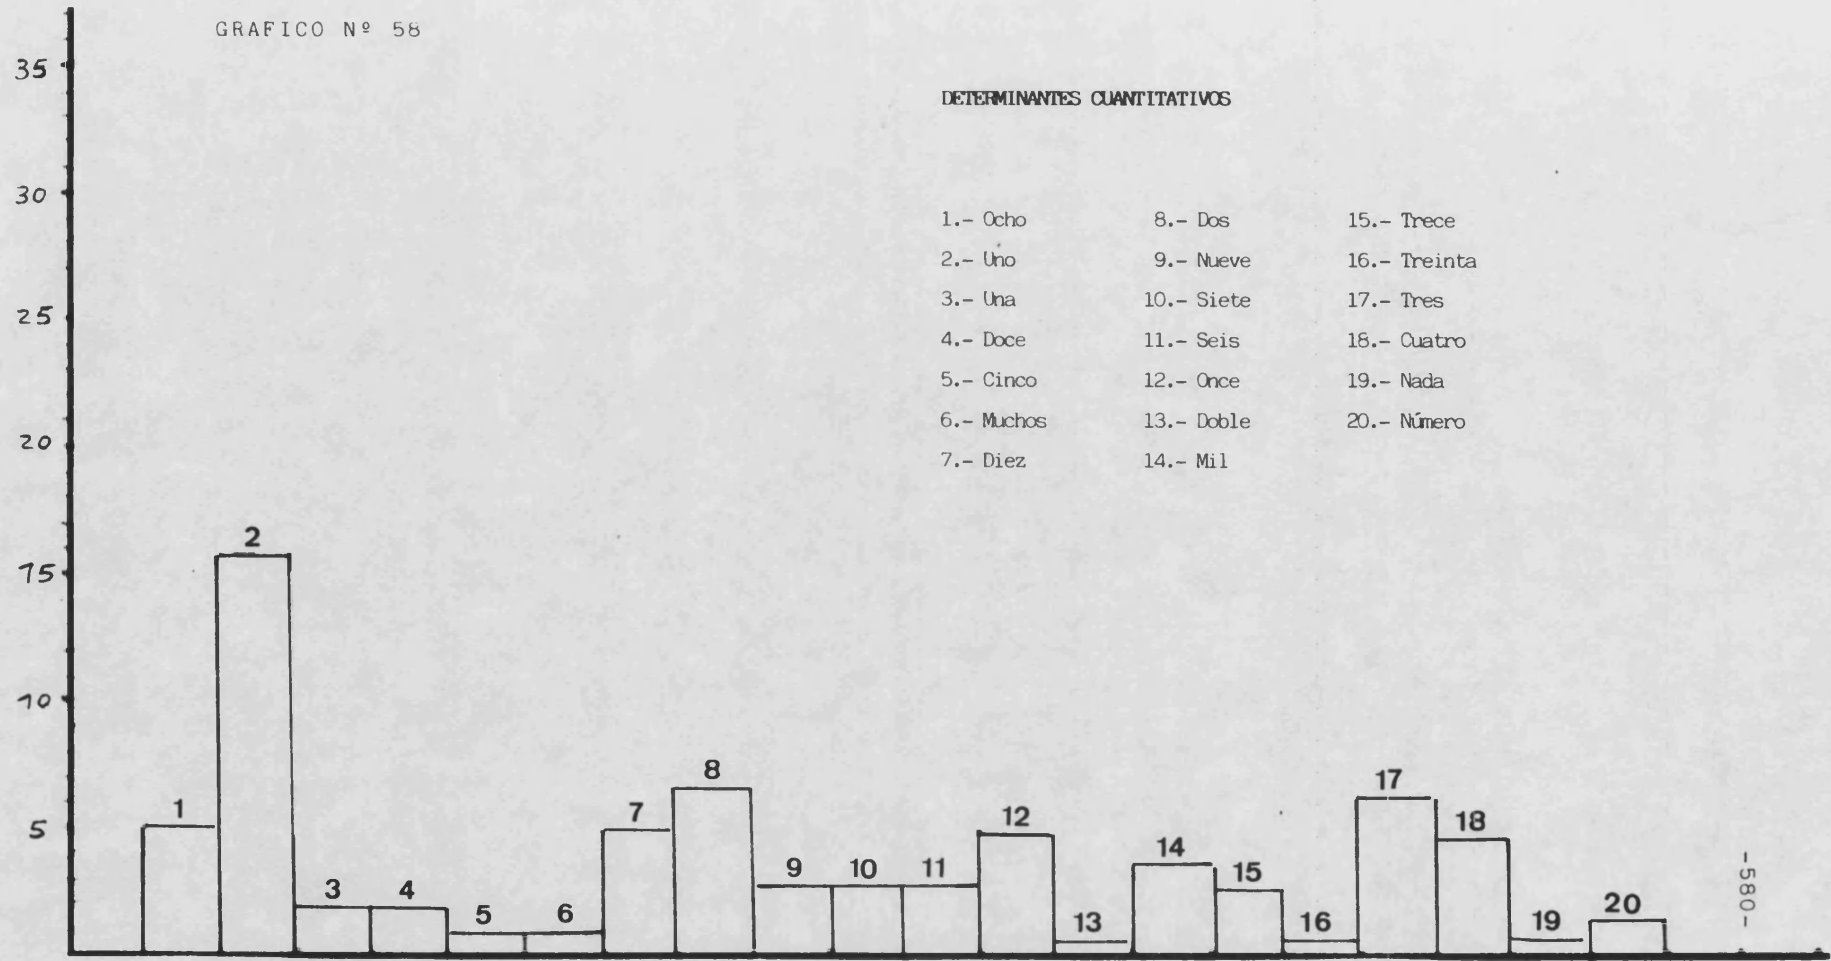 GRAFICO Nº 58
DETERMINANTES CUANTITATIVOS
1.- Ocho
2.- Uno
3.- Una
4.- Doce
5.- Cinco
6.- Muchos
7.- Diez
8.- Dos
9.- Nueve
10.- Siete
11.- Seis
12.- Once
13.- Doble
14.- Mil
15.- Trece
16.- Treinta
17.- Tres
18.- Cuatro
19.- Nada
20.- Número
35
30
25
20
15
10
5
1
2
3
4
5
6
7
8
9
10
11
12
13
14
15
16
17
18
19
20
-580-